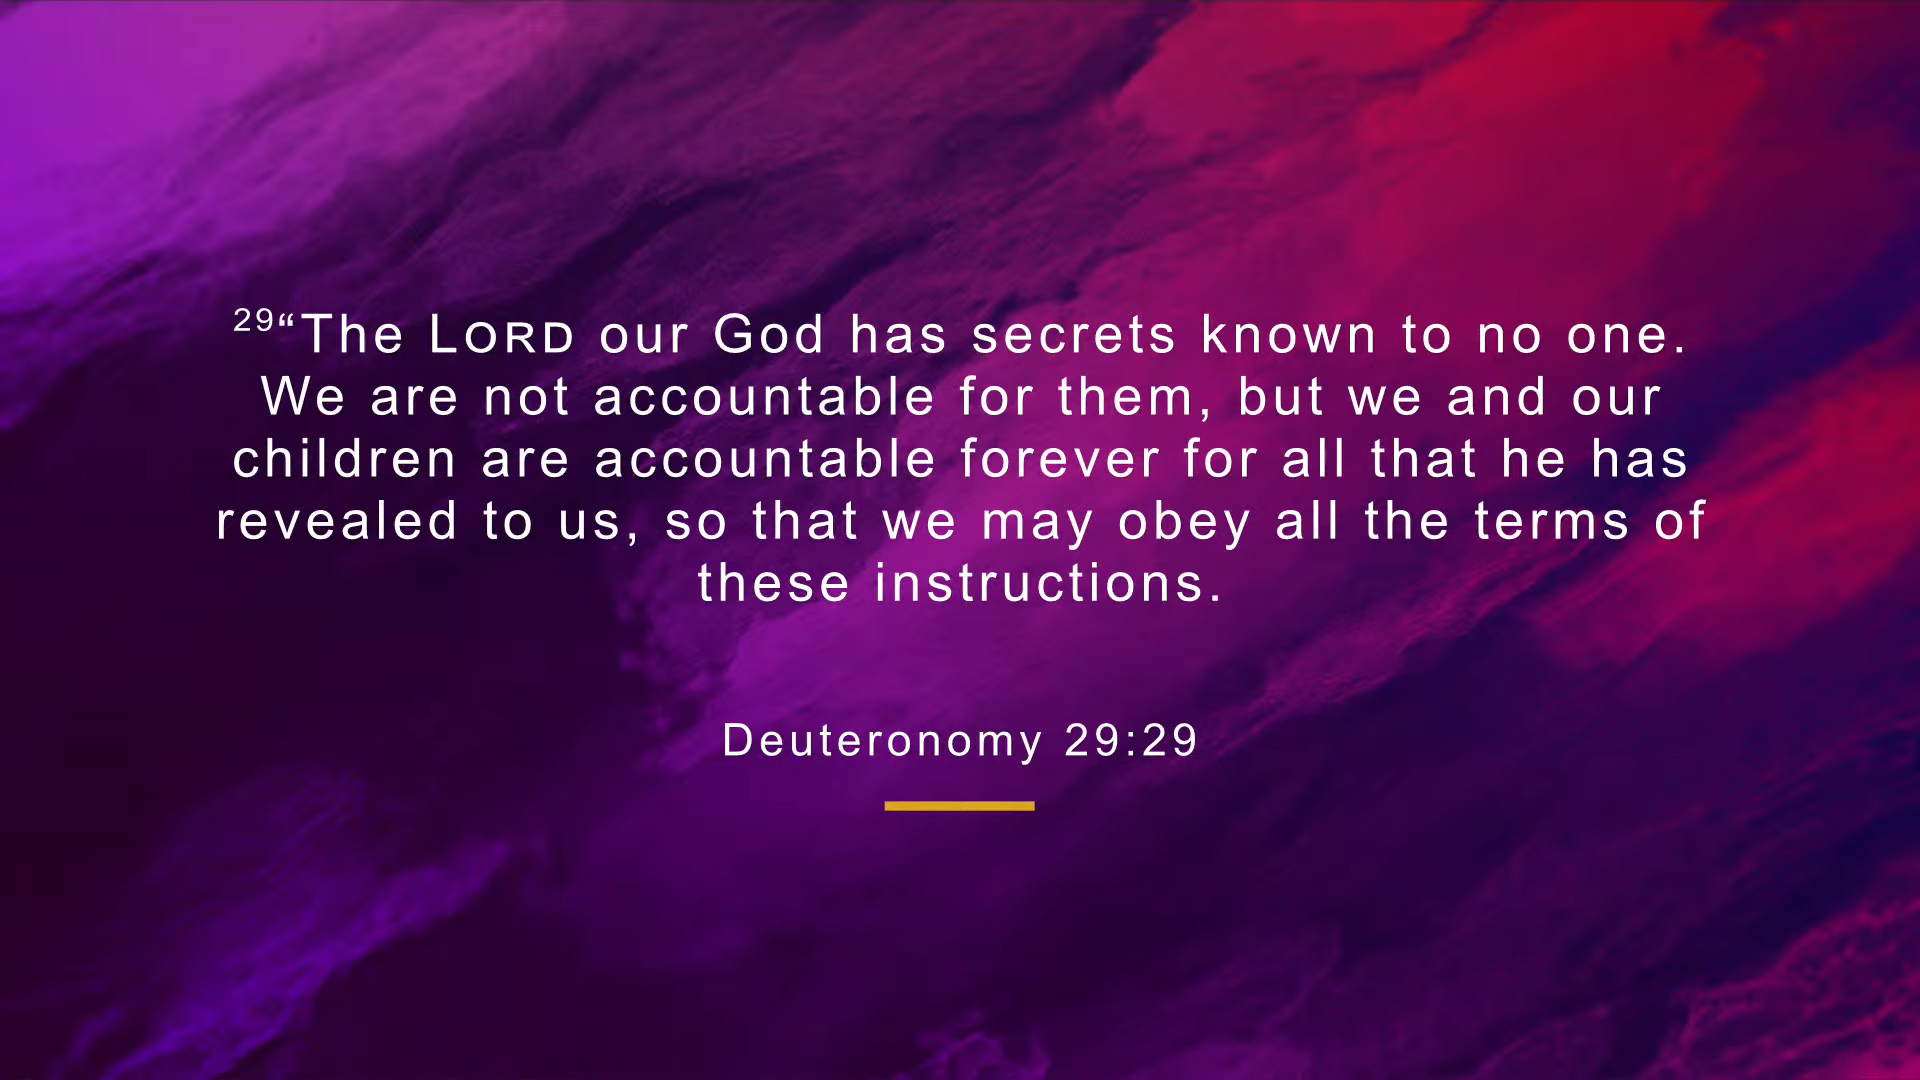 29“The LORD our God has secrets known to no one.
We are not accountable for them, but we and our
children are accountable forever for all that he has
revealed to us, so that we may obey all the terms of
these instructions.
Deuteronomy 29:29